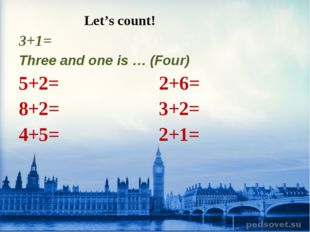 Let's count!
3+1=
Three and one is … (Four)
5+2= 2+6=
8+2= 3+2=
4+5= 2+1=
pedsovet.su